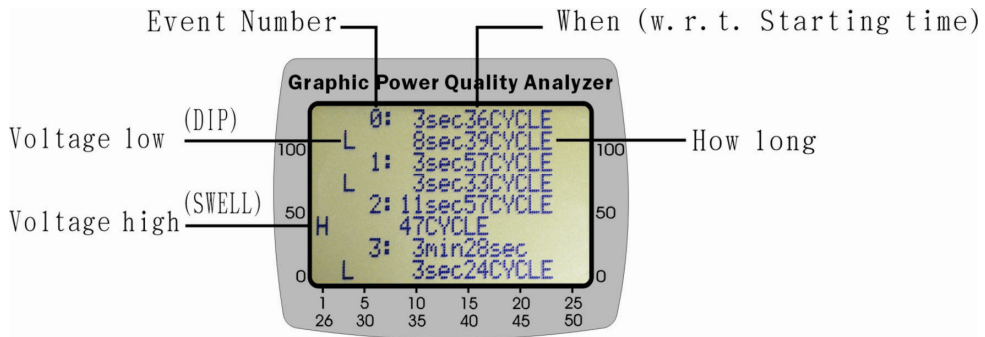 Event Number
When (w.r.t. Starting time)
Graphic Power Quality Analyzer
0: 3sec36CYCLE
Voltage low (DIP) L 8sec39CYCLE How long
100 100
1: 3sec57CYCLE
L 3sec33CYCLE
2: 11sec57CYCLE
Voltage high (SWELL) 50 50
H 47CYCLE
3: 3min28sec
0 L 3sec24CYCLE 0
1 5 10 15 20 25
26 30 35 40 45 50